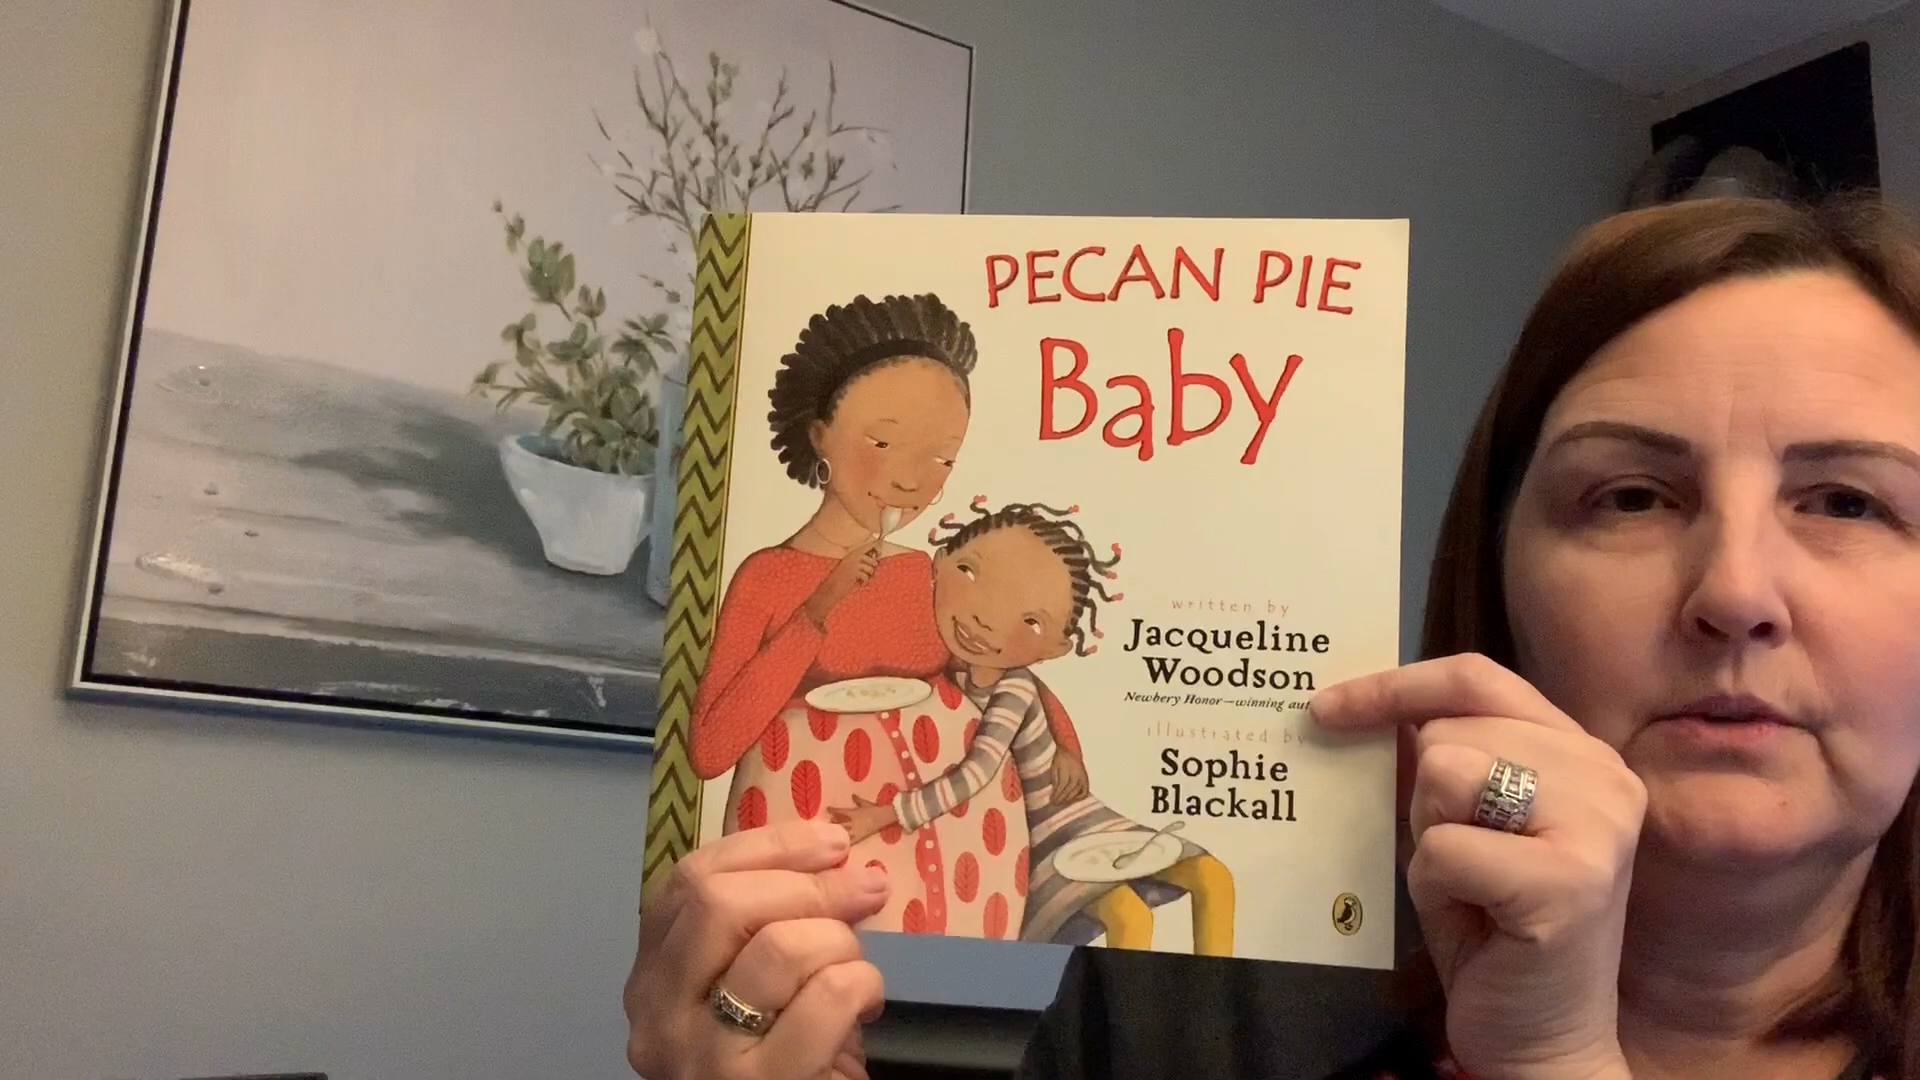 PECAN PIE
Baby
written by
Jacqueline
Woodson
Newbery Honor—winning
illustrated by
Sophie
Blackall